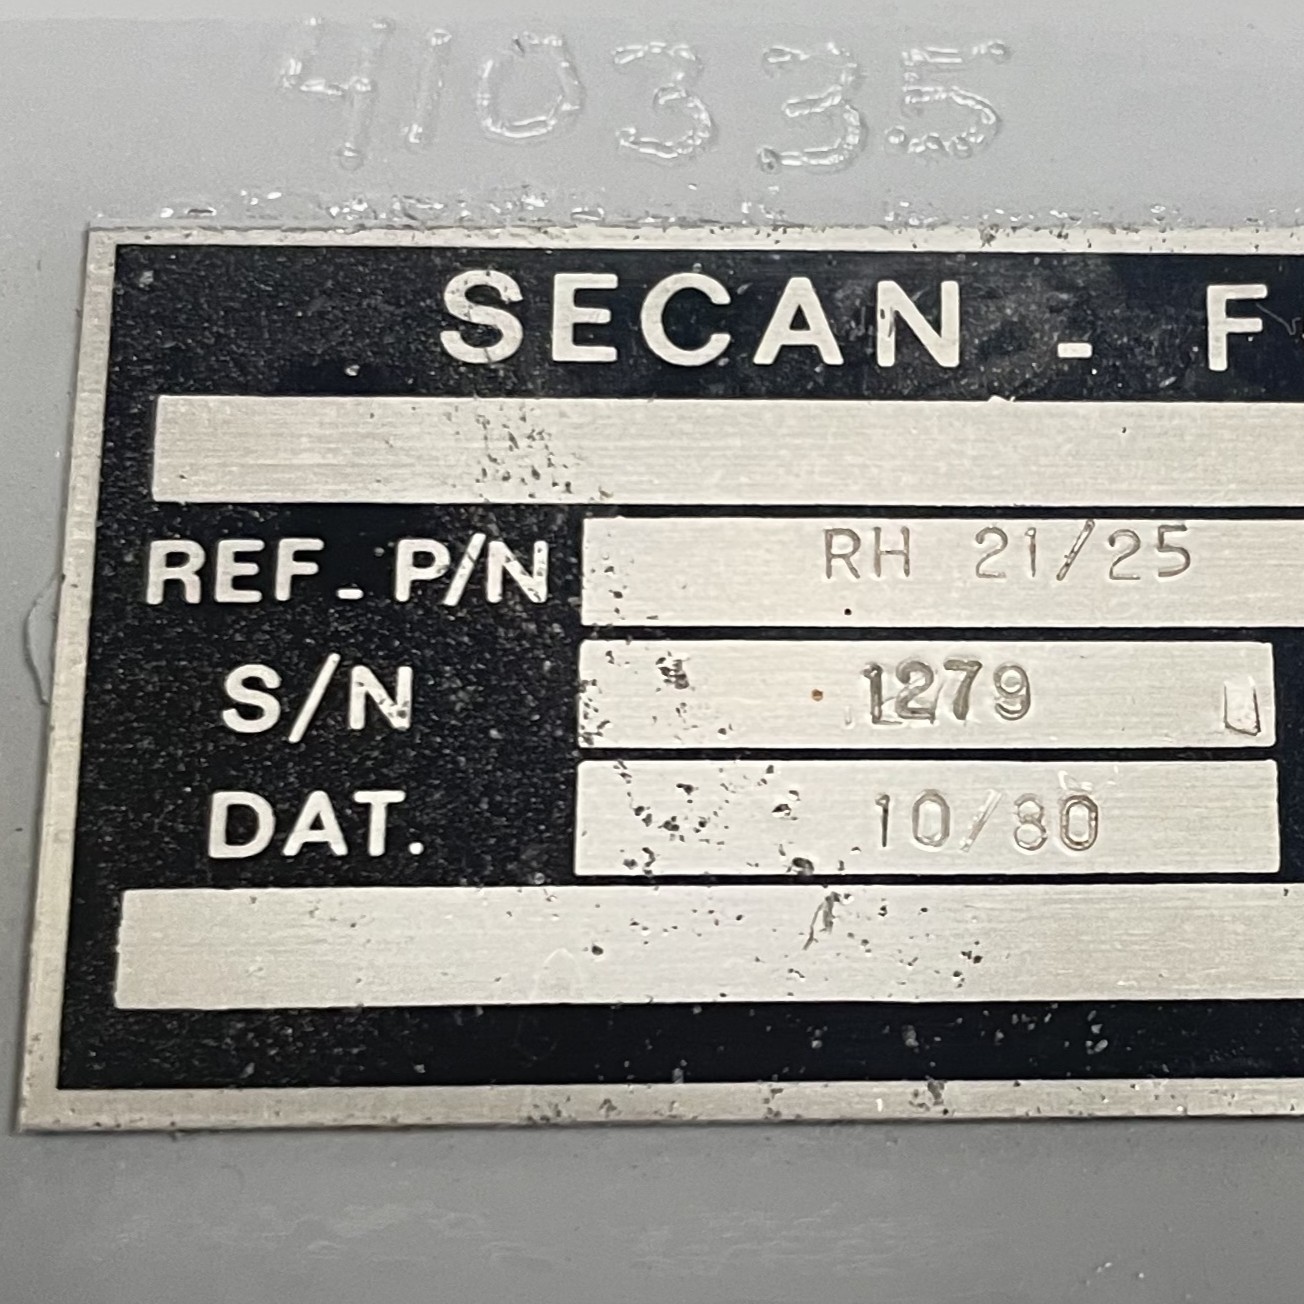 410335
SECAN - F
REF - P/N RH 21/25
S/N 1279
DAT. 10/80